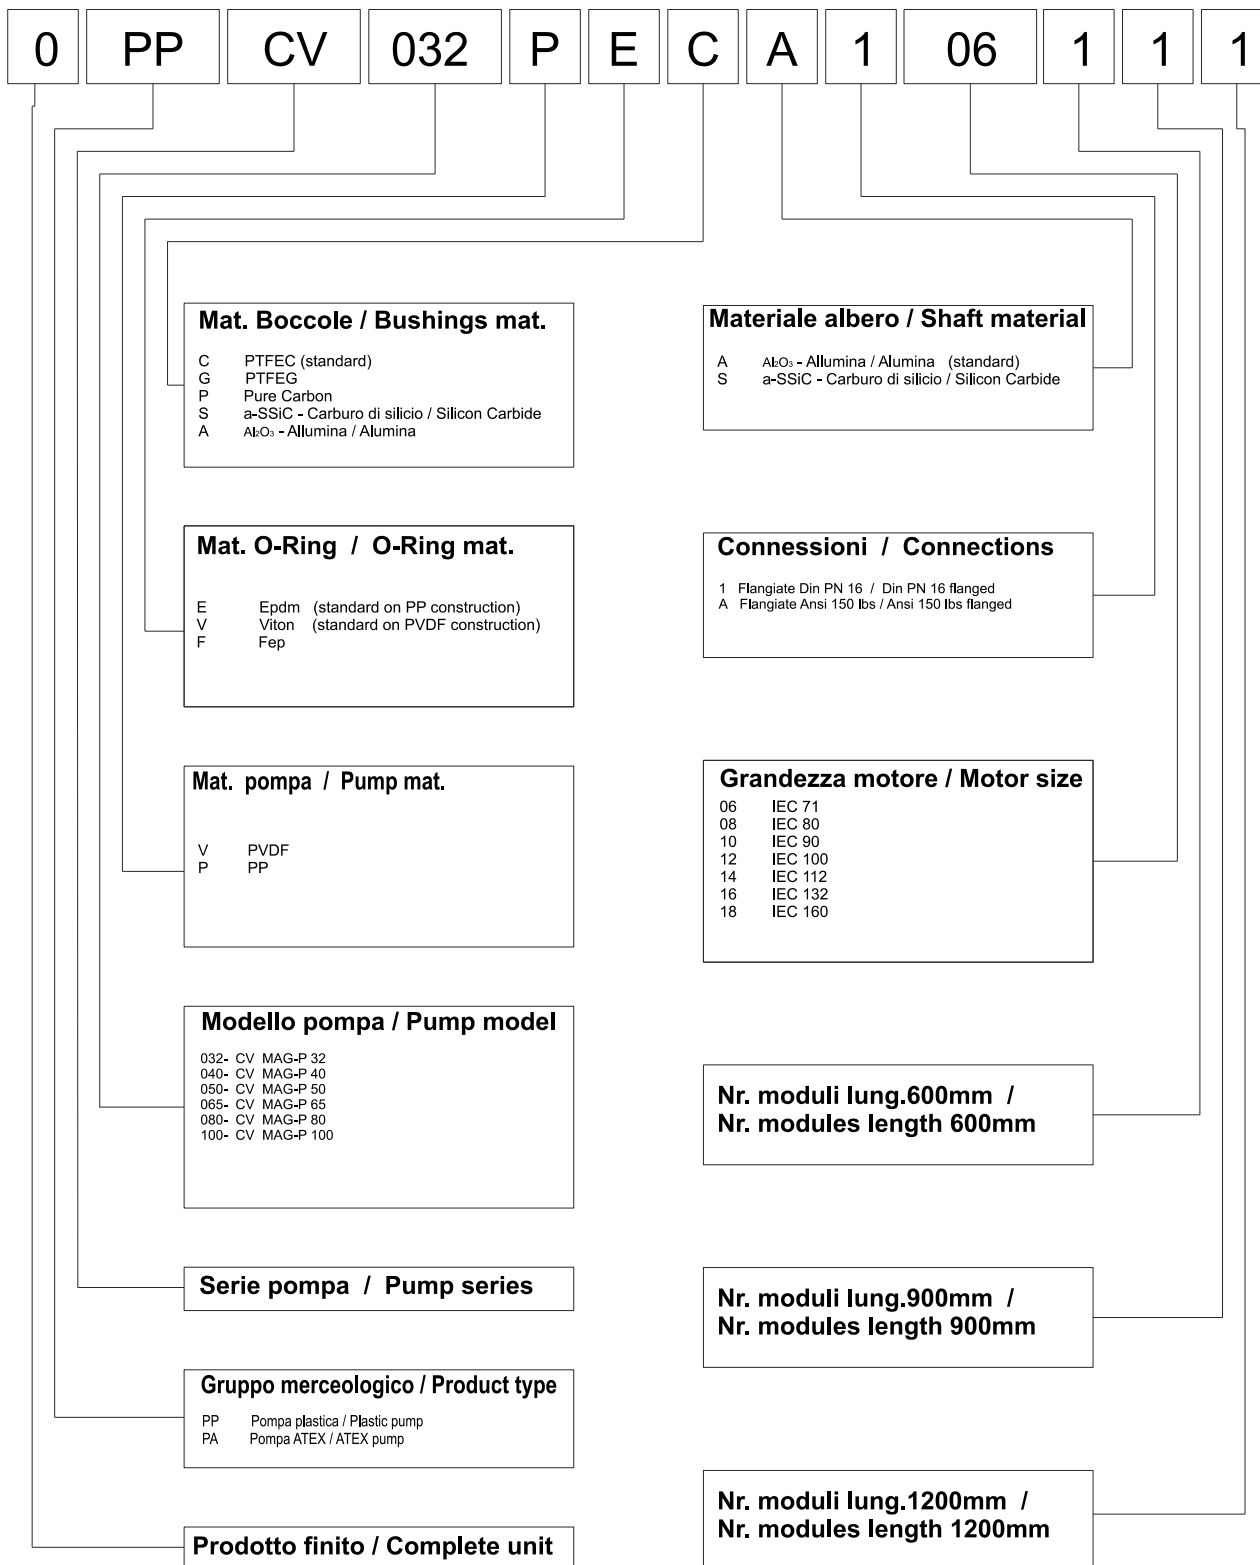 0 PP CV 032 P E C A 1 06 1 1 1
Mat. Boccole / Bushings mat.
C PTFEC (standard)
G PTFEG
P Pure Carbon
S a-SSiC - Carburo di silicio / Silicon Carbide
A Al₂O₃ - Allumina / Alumina
Materiale albero / Shaft material
A Al₂O₃ - Allumina / Alumina (standard)
S a-SSiC - Carburo di silicio / Silicon Carbide
Mat. O-Ring / O-Ring mat.
E Epdm (standard on PP construction)
V Viton (standard on PVDF construction)
F Fep
Connessioni / Connections
1 Flangiate Din PN 16 / Din PN 16 flanged
A Flangiate Ansi 150 lbs / Ansi 150 lbs flanged
Mat. pompa / Pump mat.
V PVDF
P PP
Grandezza motore / Motor size
06 IEC 71
08 IEC 80
10 IEC 90
12 IEC 100
14 IEC 112
16 IEC 132
18 IEC 160
Modello pompa / Pump model
032- CV MAG-P 32
040- CV MAG-P 40
050- CV MAG-P 50
065- CV MAG-P 65
080- CV MAG-P 80
100- CV MAG-P 100
Nr. moduli lung.600mm /
Nr. modules length 600mm
Serie pompa / Pump series
Nr. moduli lung.900mm /
Nr. modules length 900mm
Gruppo merceologico / Product type
PP Pompa plastica / Plastic pump
PA Pompa ATEX / ATEX pump
Nr. moduli lung.1200mm /
Nr. modules length 1200mm
Prodotto finito / Complete unit